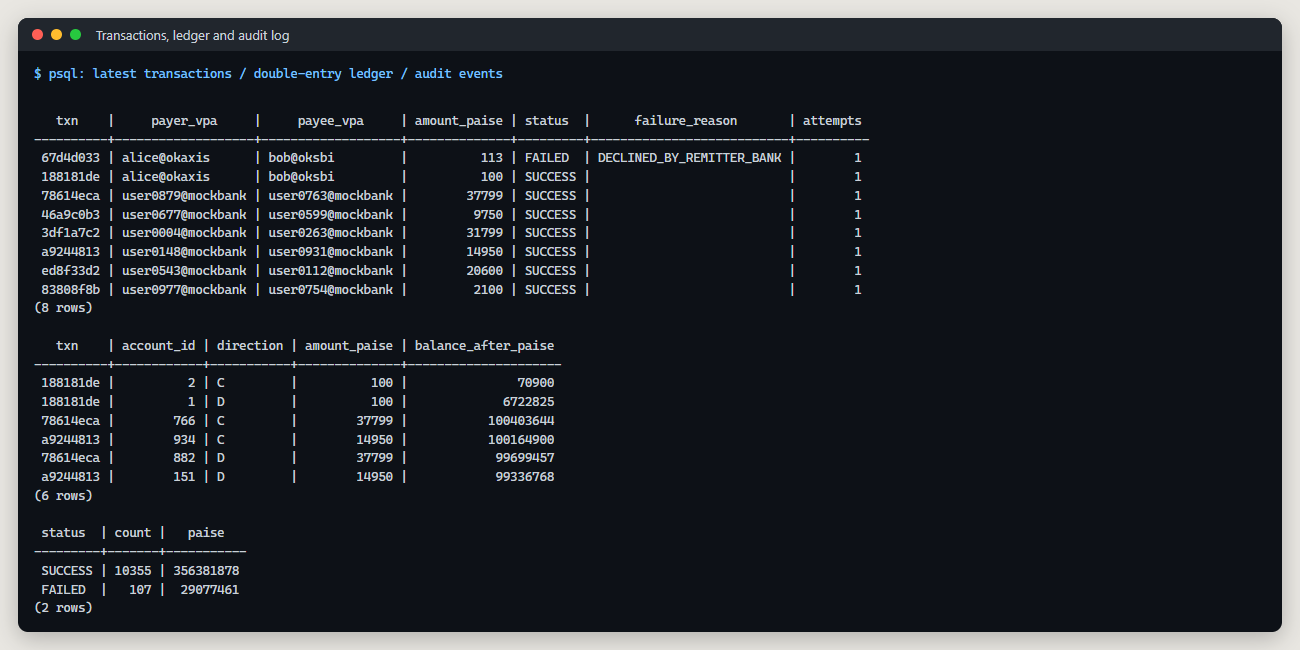 Transactions, ledger and audit log
$ psql: latest transactions / double-entry ledger / audit events
   txn    |     payer_vpa     |     payee_vpa     | amount_paise | status  |      failure_reason       | attempts
----------+-------------------+-------------------+--------------+---------+---------------------------+----------
 67d4d033 | alice@okaxis      | bob@oksbi         |          113 | FAILED  | DECLINED_BY_REMITTER_BANK |        1
 188181de | alice@okaxis      | bob@oksbi         |          100 | SUCCESS |                           |        1
 78614eca | user0879@mockbank | user0763@mockbank |        37799 | SUCCESS |                           |        1
 46a9c0b3 | user0677@mockbank | user0599@mockbank |         9750 | SUCCESS |                           |        1
 3df1a7c2 | user0004@mockbank | user0263@mockbank |        31799 | SUCCESS |                           |        1
 a9244813 | user0148@mockbank | user0931@mockbank |        14950 | SUCCESS |                           |        1
 ed8f33d2 | user0543@mockbank | user0112@mockbank |        20600 | SUCCESS |                           |        1
 83808f8b | user0977@mockbank | user0754@mockbank |         2100 | SUCCESS |                           |        1
(8 rows)
   txn    | account_id | direction | amount_paise | balance_after_paise
----------+------------+-----------+--------------+---------------------
 188181de |          2 | C         |          100 |               70900
 188181de |          1 | D         |          100 |             6722825
 78614eca |        766 | C         |        37799 |           100403644
 a9244813 |        934 | C         |        14950 |           100164900
 78614eca |        882 | D         |        37799 |            99699457
 a9244813 |        151 | D         |        14950 |            99336768
(6 rows)
 status  | count |   paise
---------+-------+-----------
 SUCCESS | 10355 | 356381878
 FAILED  |   107 |  29077461
(2 rows)